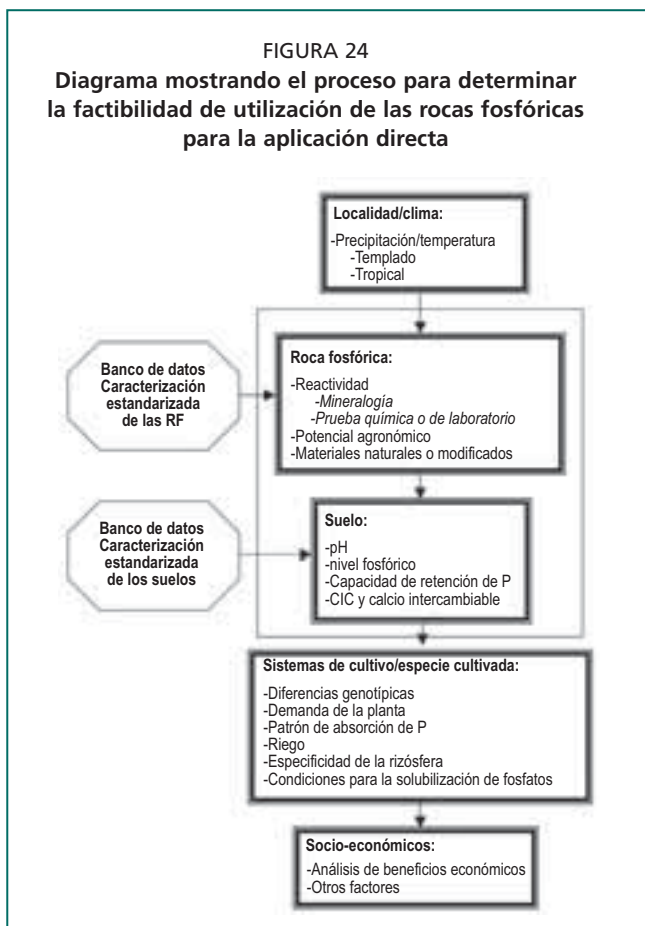 FIGURA 24
Diagrama mostrando el proceso para determinar
la factibilidad de utilización de las rocas fosfóricas
para la aplicación directa
Localidad/clima:
-Precipitación/temperatura
-Templado
-Tropical
Banco de datos
Caracterización
estandarizada
de las RF
Roca fosfórica:
-Reactividad
-Mineralogía
-Prueba química o de laboratorio
-Potencial agronómico
-Materiales naturales o modificados
Banco de datos
Caracterización
estandarizada
de los suelos
Suelo:
-pH
-nivel fosfórico
-Capacidad de retención de P
-CIC y calcio intercambiable
Sistemas de cultivo/especie cultivada:
-Diferencias genotípicas
-Demanda de la planta
-Patrón de absorción de P
-Riego
-Especificidad de la rizósfera
-Condiciones para la solubilización de fosfatos
Socio-económicos:
-Análisis de beneficios económicos
-Otros factores